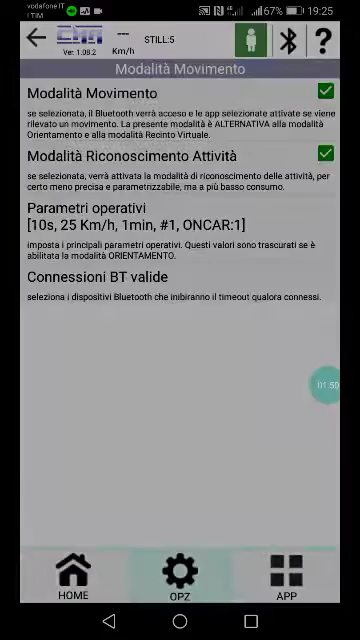 vodafone IT
| TIM
67%
19:25
---
Km/h
STILL:5
Ver: 1.08.2
Modalità Movimento
Modalità Movimento
se selezionata, il Bluetooth verrà acceso e le app selezionate attivate se viene
rilevato un movimento. La presente modalità è ALTERNATIVA alla modalità
Orientamento e alla modalità Recinto Virtuale.
Modalità Riconoscimento Attività
se selezionata, verrà attivata la modalità di riconoscimento delle attività, per
certo meno precisa e parametrizzabile, ma a più basso consumo.
Parametri operativi
[10s, 25 Km/h, 1min, #1, ONCAR:1]
imposta i principali parametri operativi. Questi valori sono trascurati se è
abilitata la modalità ORIENTAMENTO.
Connessioni BT valide
seleziona i dispositivi Bluetooth che inibiranno il timeout qualora connessi.
01:50
HOME
OPZ
APP